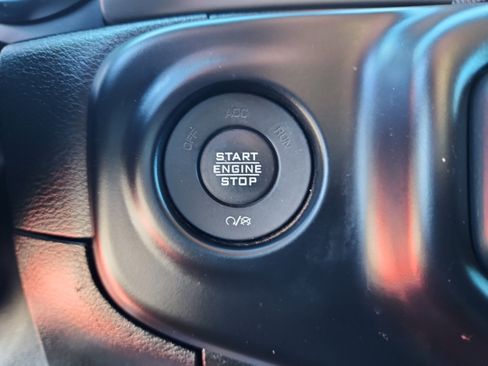 ACC
OFF
RUN
START
ENGINE
STOP